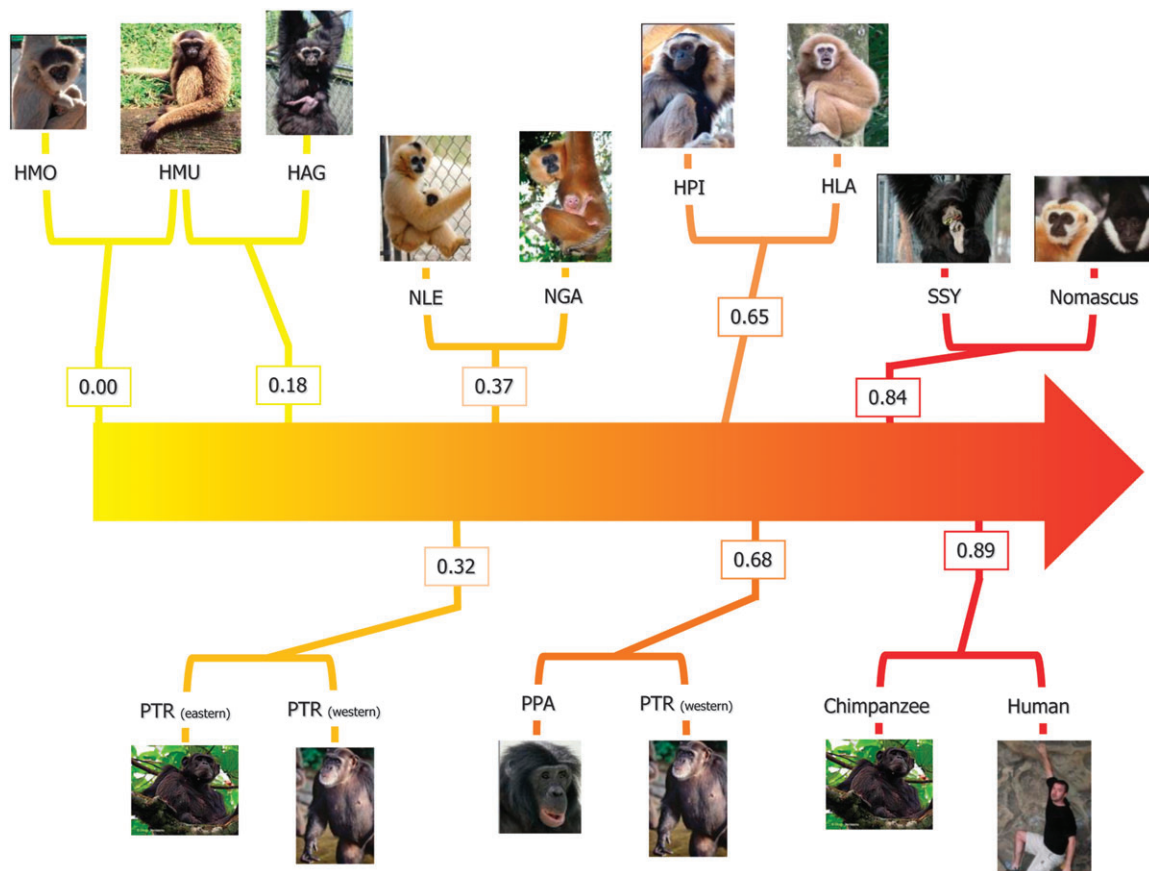 HMO
HMU
HAG
HPI
HLA
NLE
NGA
SSY
Nomascus
0.00
0.18
0.37
0.65
0.84
0.32
0.68
0.89
PTR (eastern)
PTR (western)
PPA
PTR (western)
Chimpanzee
Human